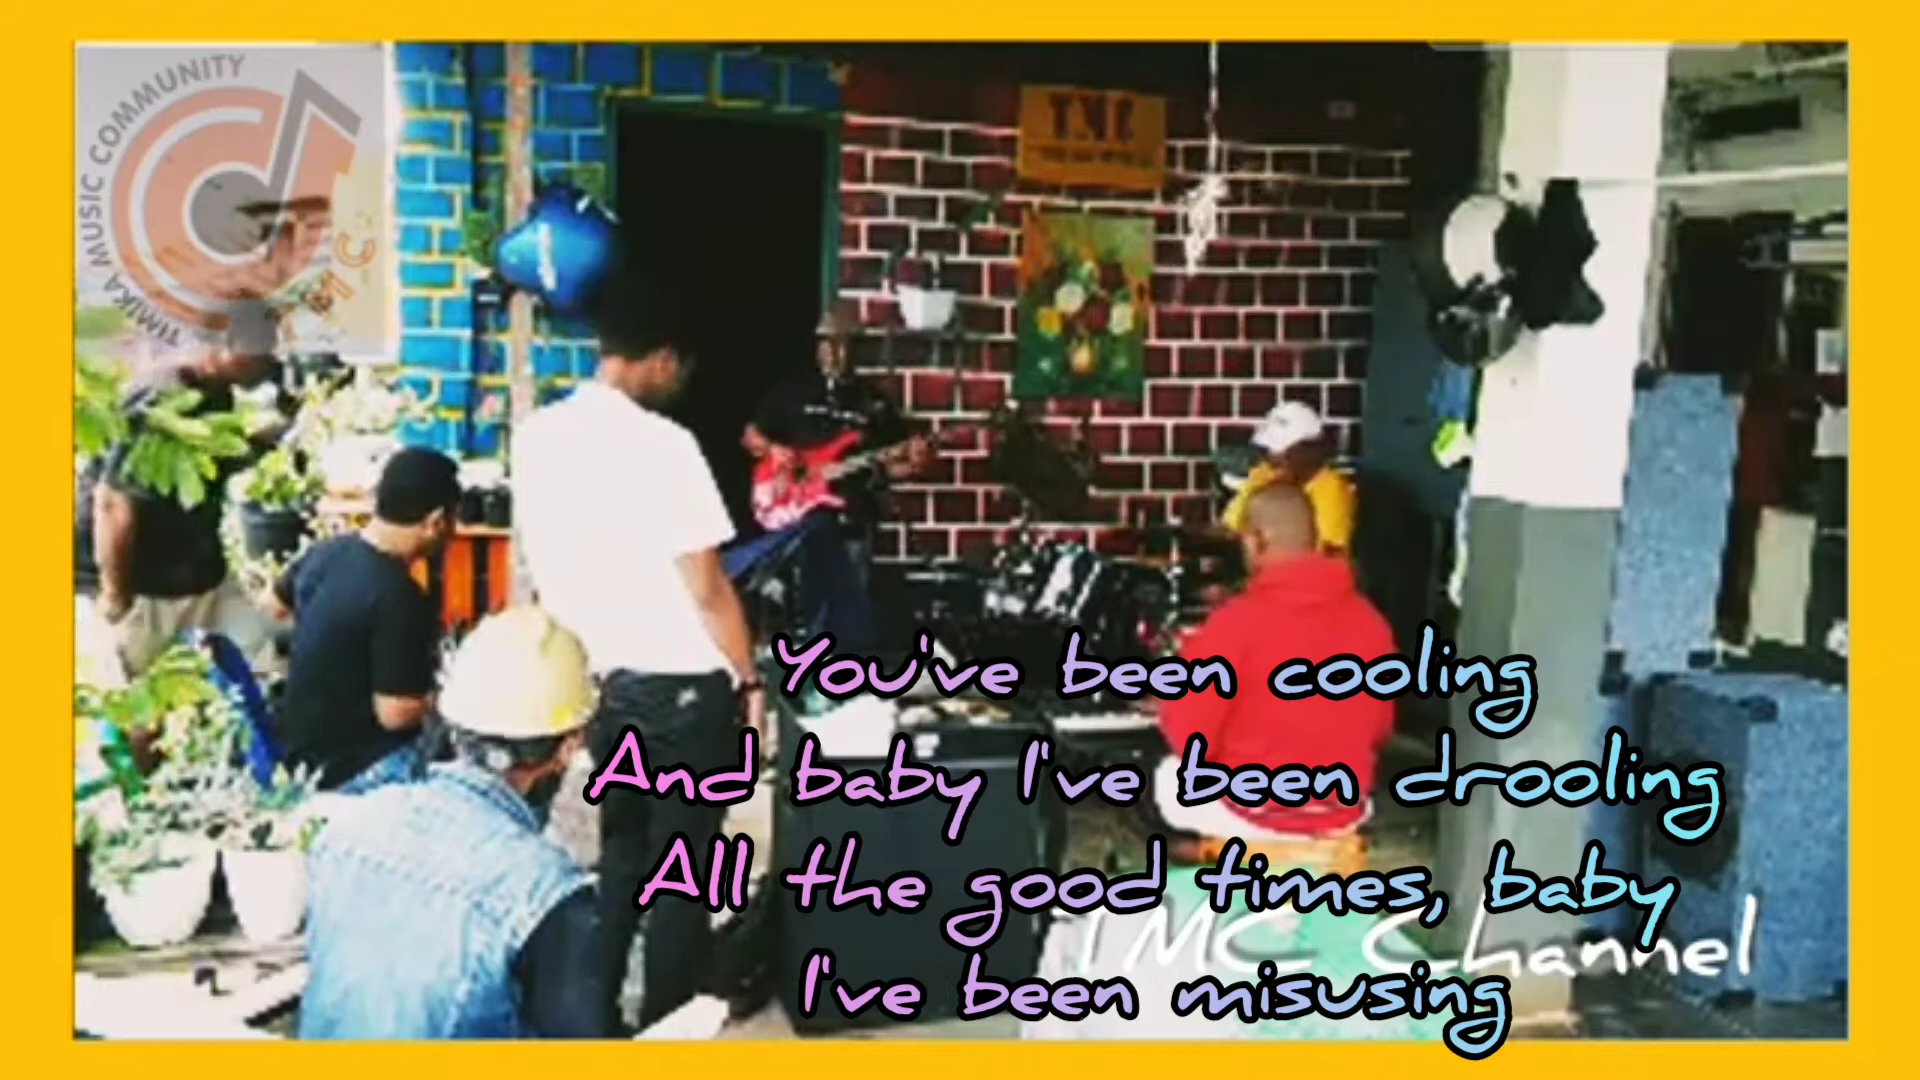 TIMIKA MUSIC COMMUNITY
TMC
You've been cooling
And baby I've been drooling
All the good times, baby
I've been misusing
TMC Channel